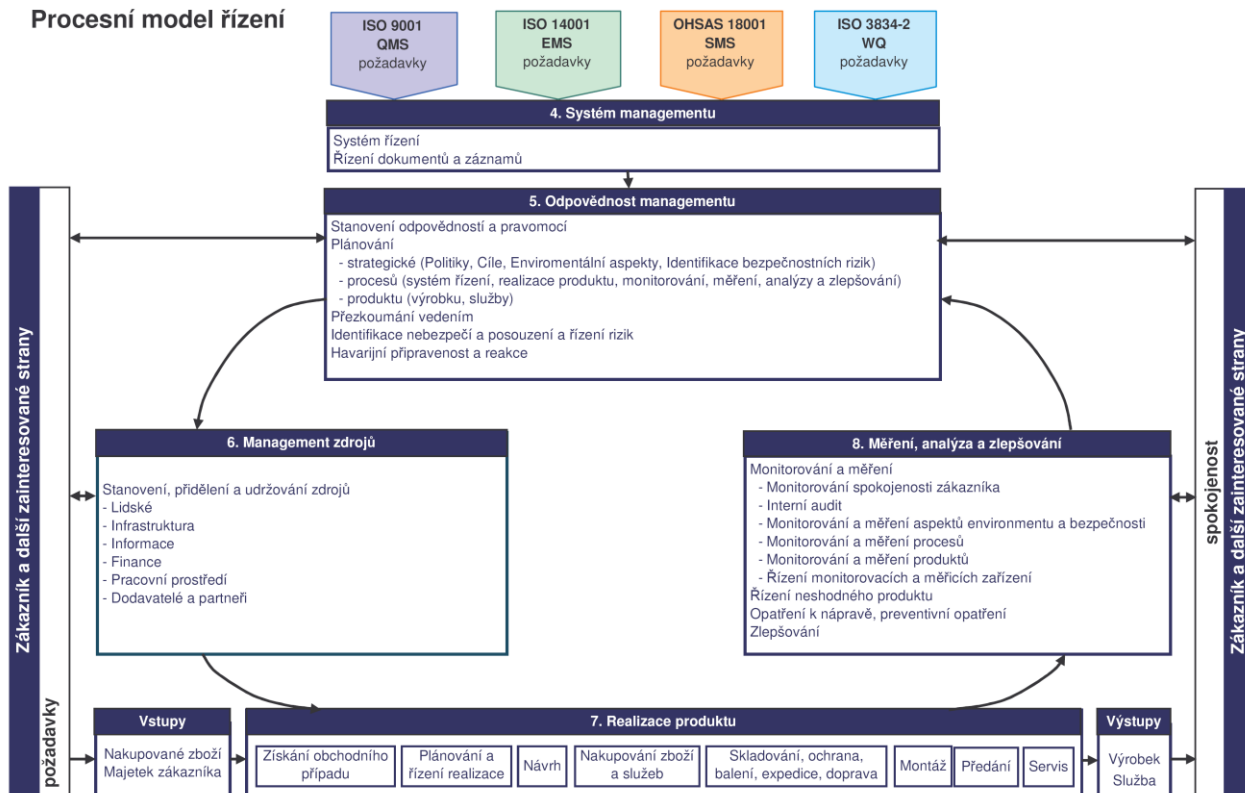 Procesní model řízení
ISO 9001
QMS
požadavky
ISO 14001
EMS
požadavky
OHSAS 18001
SMS
požadavky
ISO 3834-2
WQ
požadavky
4. Systém managementu
Systém řízení
Řízení dokumentů a záznamů
5. Odpovědnost managementu
Stanovení odpovědností a pravomocí
Plánování
- strategické (Politiky, Cíle, Enviromentální aspekty, Identifikace bezpečnostních rizik)
- procesů (systém řízení, realizace produktu, monitorování, měření, analýzy a zlepšování)
- produktu (výrobku, služby)
Přezkoumání vedením
Identifikace nebezpečí a posouzení a řízení rizik
Havarijní připravenost a reakce
Zákazník a další zainteresované strany
požadavky
6. Management zdrojů
Stanovení, přidělení a udržování zdrojů
- Lidské
- Infrastruktura
- Informace
- Finance
- Pracovní prostředí
- Dodavatelé a partneři
8. Měření, analýza a zlepšování
Monitorování a měření
- Monitorování spokojenosti zákazníka
- Interní audit
- Monitorování a měření aspektů environmentu a bezpečnosti
- Monitorování a měření procesů
- Monitorování a měření produktů
- Řízení monitorovacích a měřicích zařízení
Řízení neshodného produktu
Opatření k nápravě, preventivní opatření
Zlepšování
spokojenost
Zákazník a další zainteresované strany
Vstupy
Nakupované zboží
Majetek zákazníka
7. Realizace produktu
Získání obchodního
případu
Plánování a
řízení realizace
Návrh
Nakupování zboží
a služeb
Skladování, ochrana,
balení, expedice, doprava
Montáž
Předání
Servis
Výstupy
Výrobek
Služba